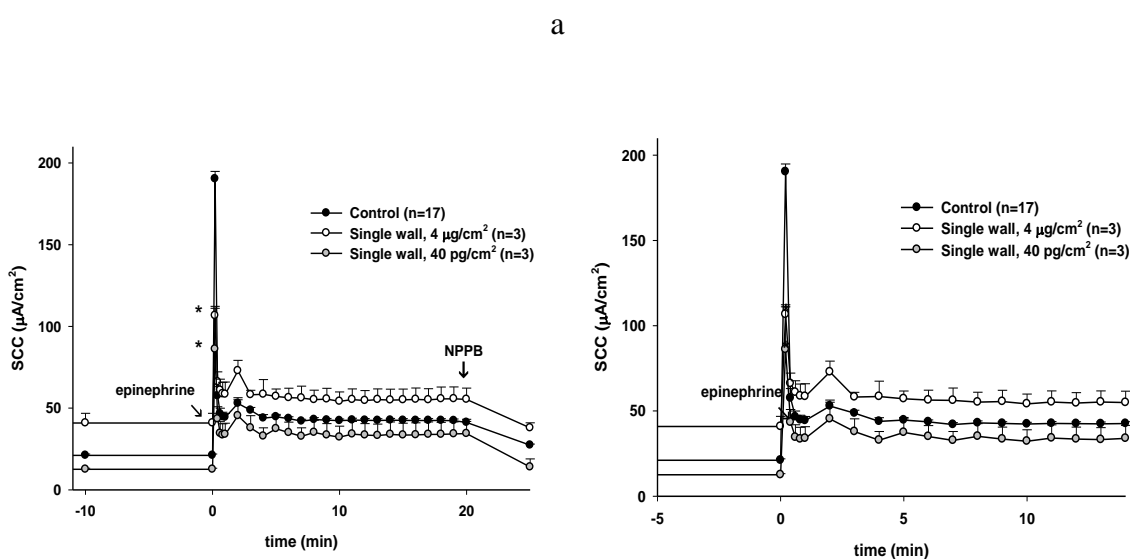 a
200
150
100
50
0
SCC (µA/cm²)
Control (n=17)
Single wall, 4 µg/cm² (n=3)
Single wall, 40 pg/cm² (n=3)
*
*
NPPB
epinephrine
-10
0
10
20
time (min)
200
150
100
50
0
SCC (µA/cm²)
Control (n=17)
Single wall, 4 µg/cm² (n=3)
Single wall, 40 pg/cm² (n=3)
epinephrine
-5
0
5
10
time (min)